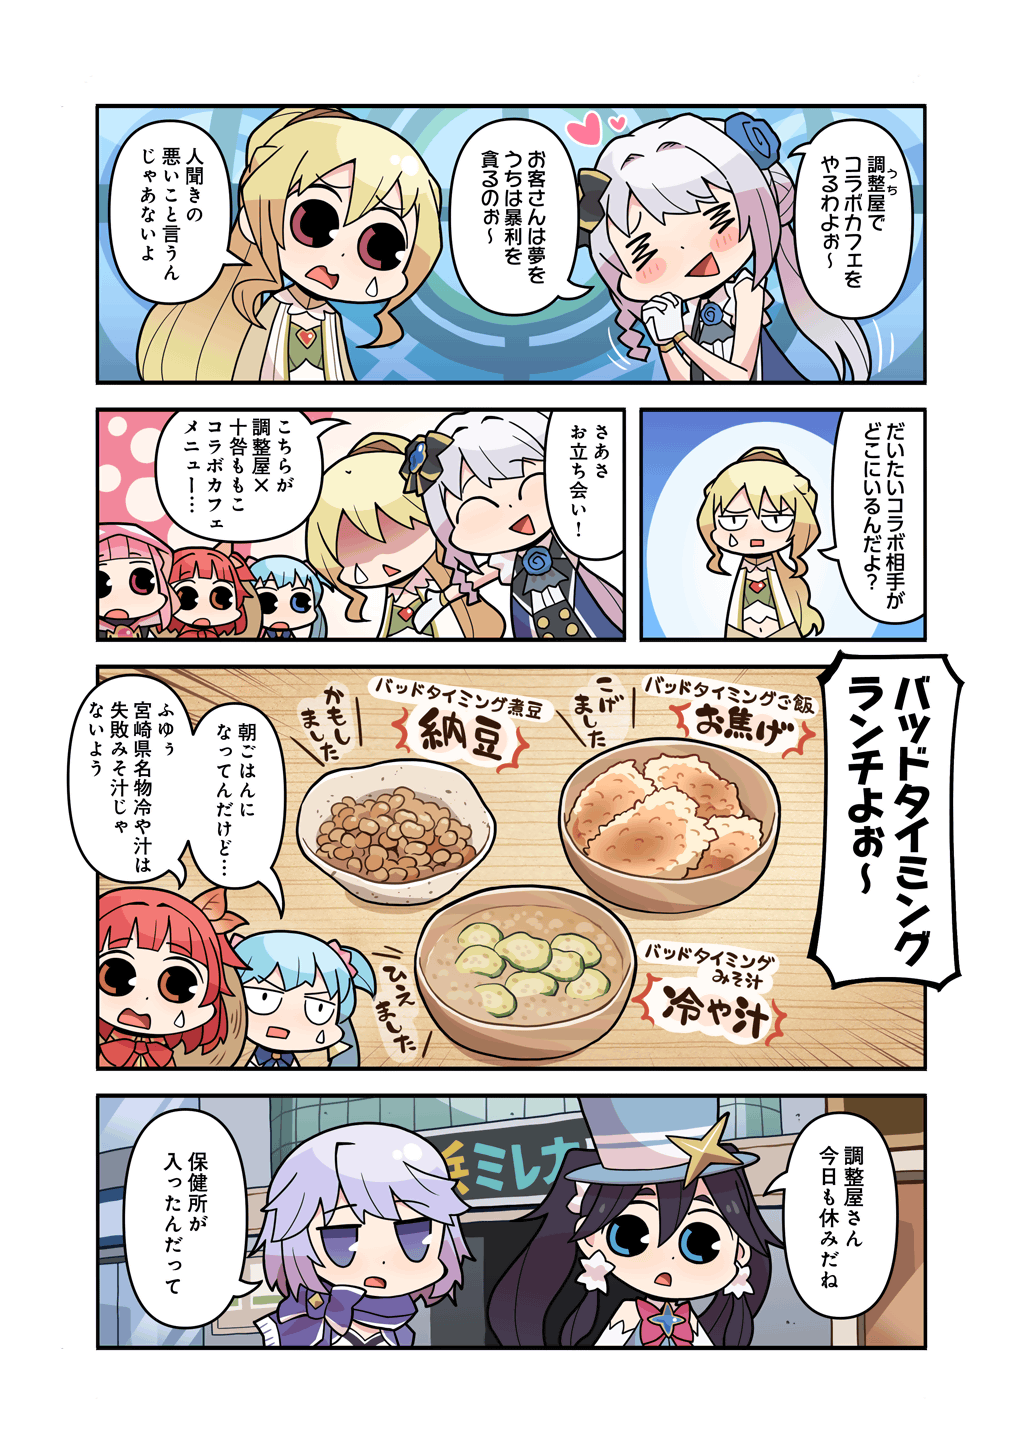 調整屋で
うち
コラボカフェを
やるわよぉ～
お客さんは夢を
うちは暴利を
貪るのぉ～
人聞きの
悪いこと言うん
じゃあないよ
だいたいコラボ相手が
どこにいるんだよ？
さあさ
お立ち会い！
こちらが
調整屋×
十咎ももこ
コラボカフェ
メニュー…
バッドタイミング
ランチよぉ～
バッドタイミングご飯
お焦げ
こげ
ました
バッドタイミング煮豆
納豆
かもし
ました
バッドタイミング
みそ汁
冷や汁
ひえ
ました
朝ごはんに
なってんだけど…
ふゆぅ
宮崎県名物冷や汁は
失敗みそ汁じゃ
ないよう
調整屋さん
今日も休みだね
浜ミレナ
保健所が
入ったんだって